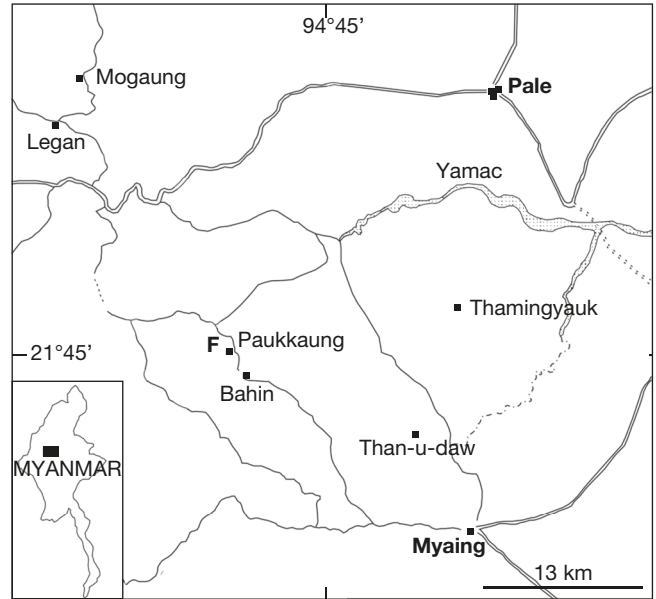 94°45’
Mogaung
Pale
Legan
Yamac
Thamingyauk
F Paukkaung
21°45’
Bahin
MYANMAR
Than-u-daw
Myaing
13 km